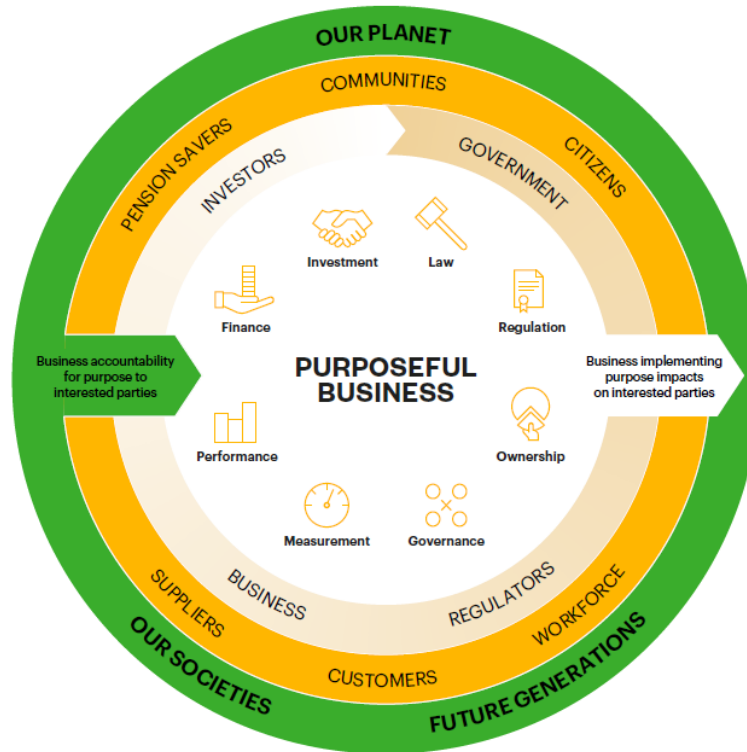 OUR PLANET
COMMUNITIES
PENSION SAVERS
CITIZENS
INVESTORS
GOVERNMENT
Investment
Law
Finance
Regulation
Business accountability
for purpose to
interested parties
PURPOSEFUL
BUSINESS
Business implementing
purpose impacts
on interested parties
Performance
Ownership
Measurement
Governance
BUSINESS
REGULATORS
SUPPLIERS
WORKFORCE
CUSTOMERS
OUR SOCIETIES
FUTURE GENERATIONS